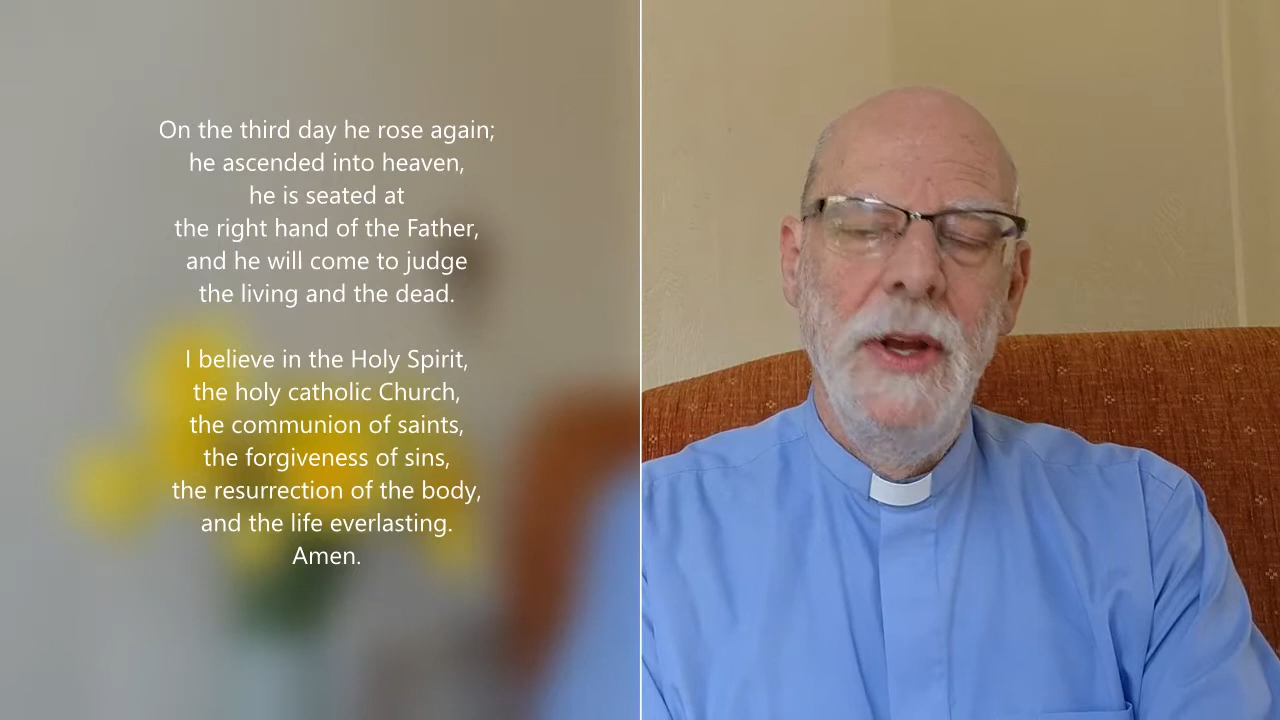 On the third day he rose again;
he ascended into heaven,
he is seated at
the right hand of the Father,
and he will come to judge
the living and the dead.
I believe in the Holy Spirit,
the holy catholic Church,
the communion of saints,
the forgiveness of sins,
the resurrection of the body,
and the life everlasting.
Amen.